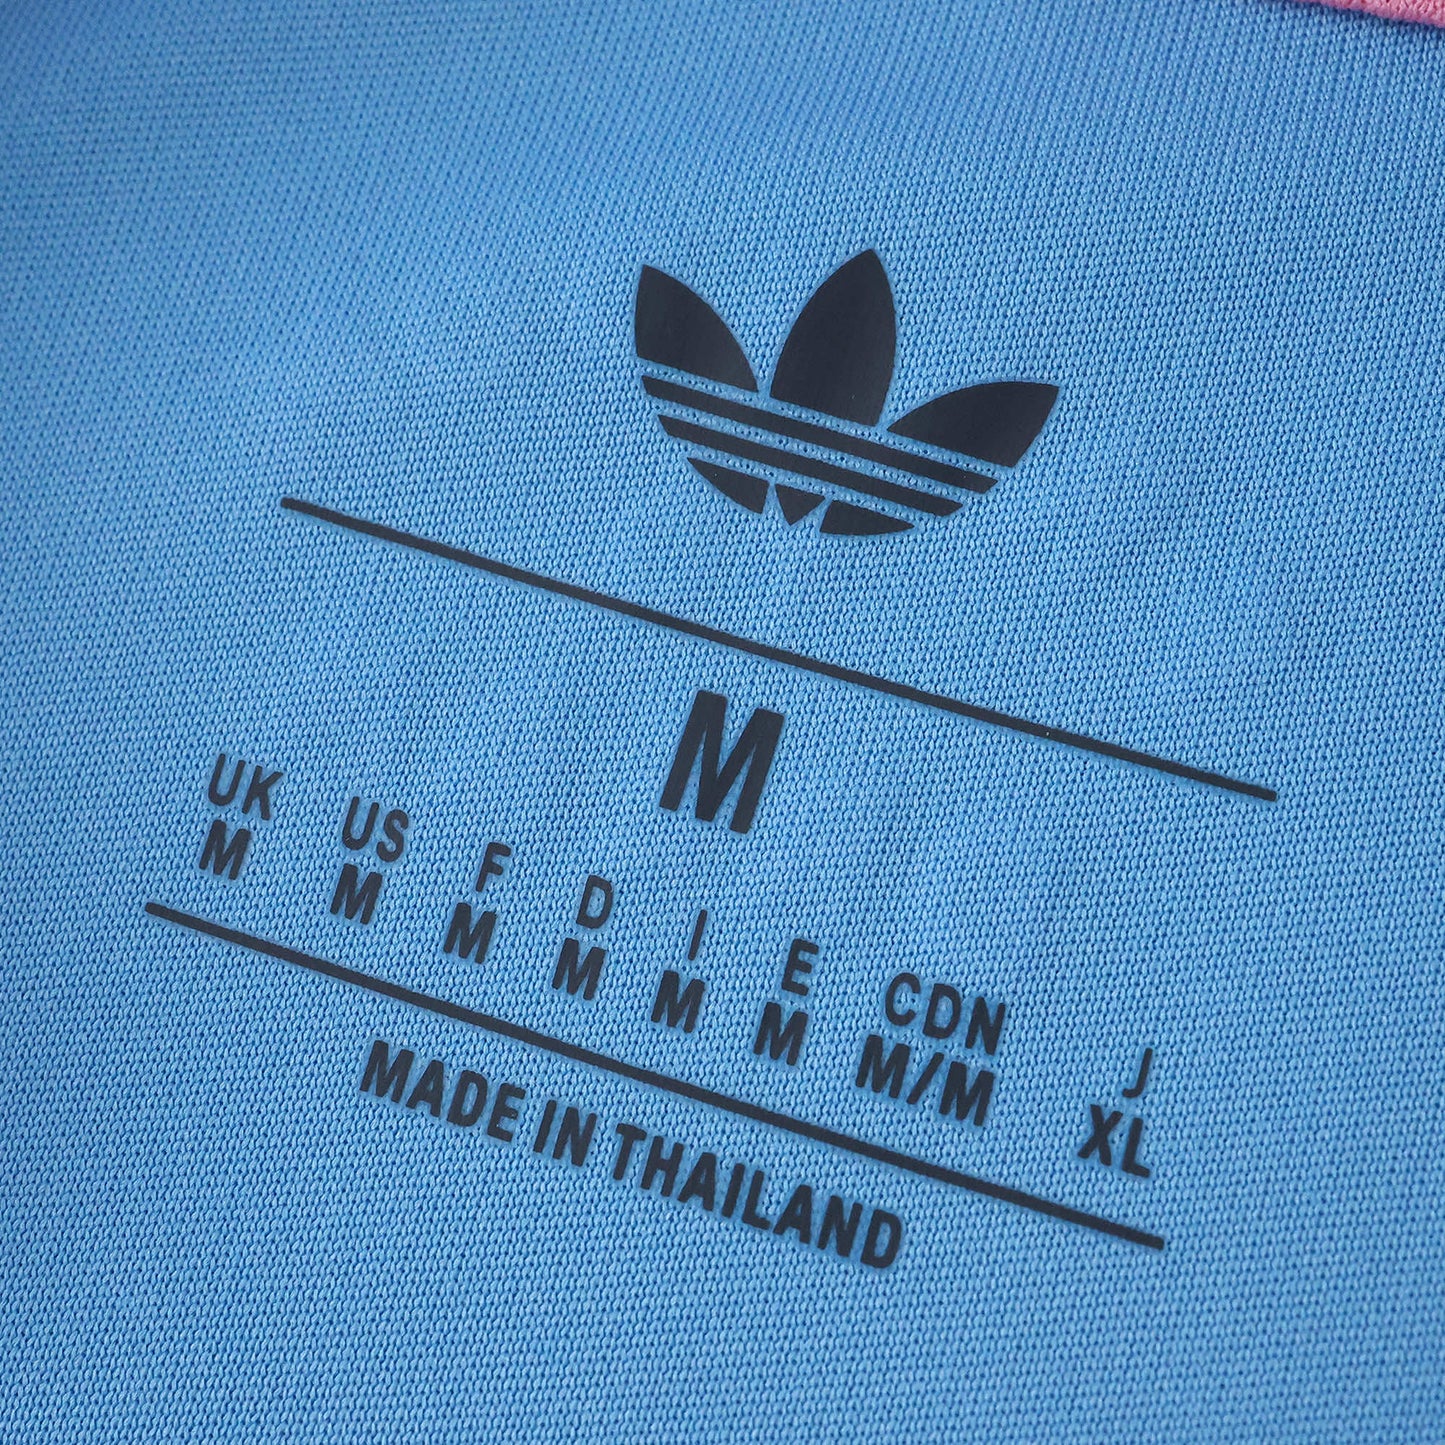 M
UK US F D I E CDN J
M M M M M M M/M XL
MADE IN THAILAND